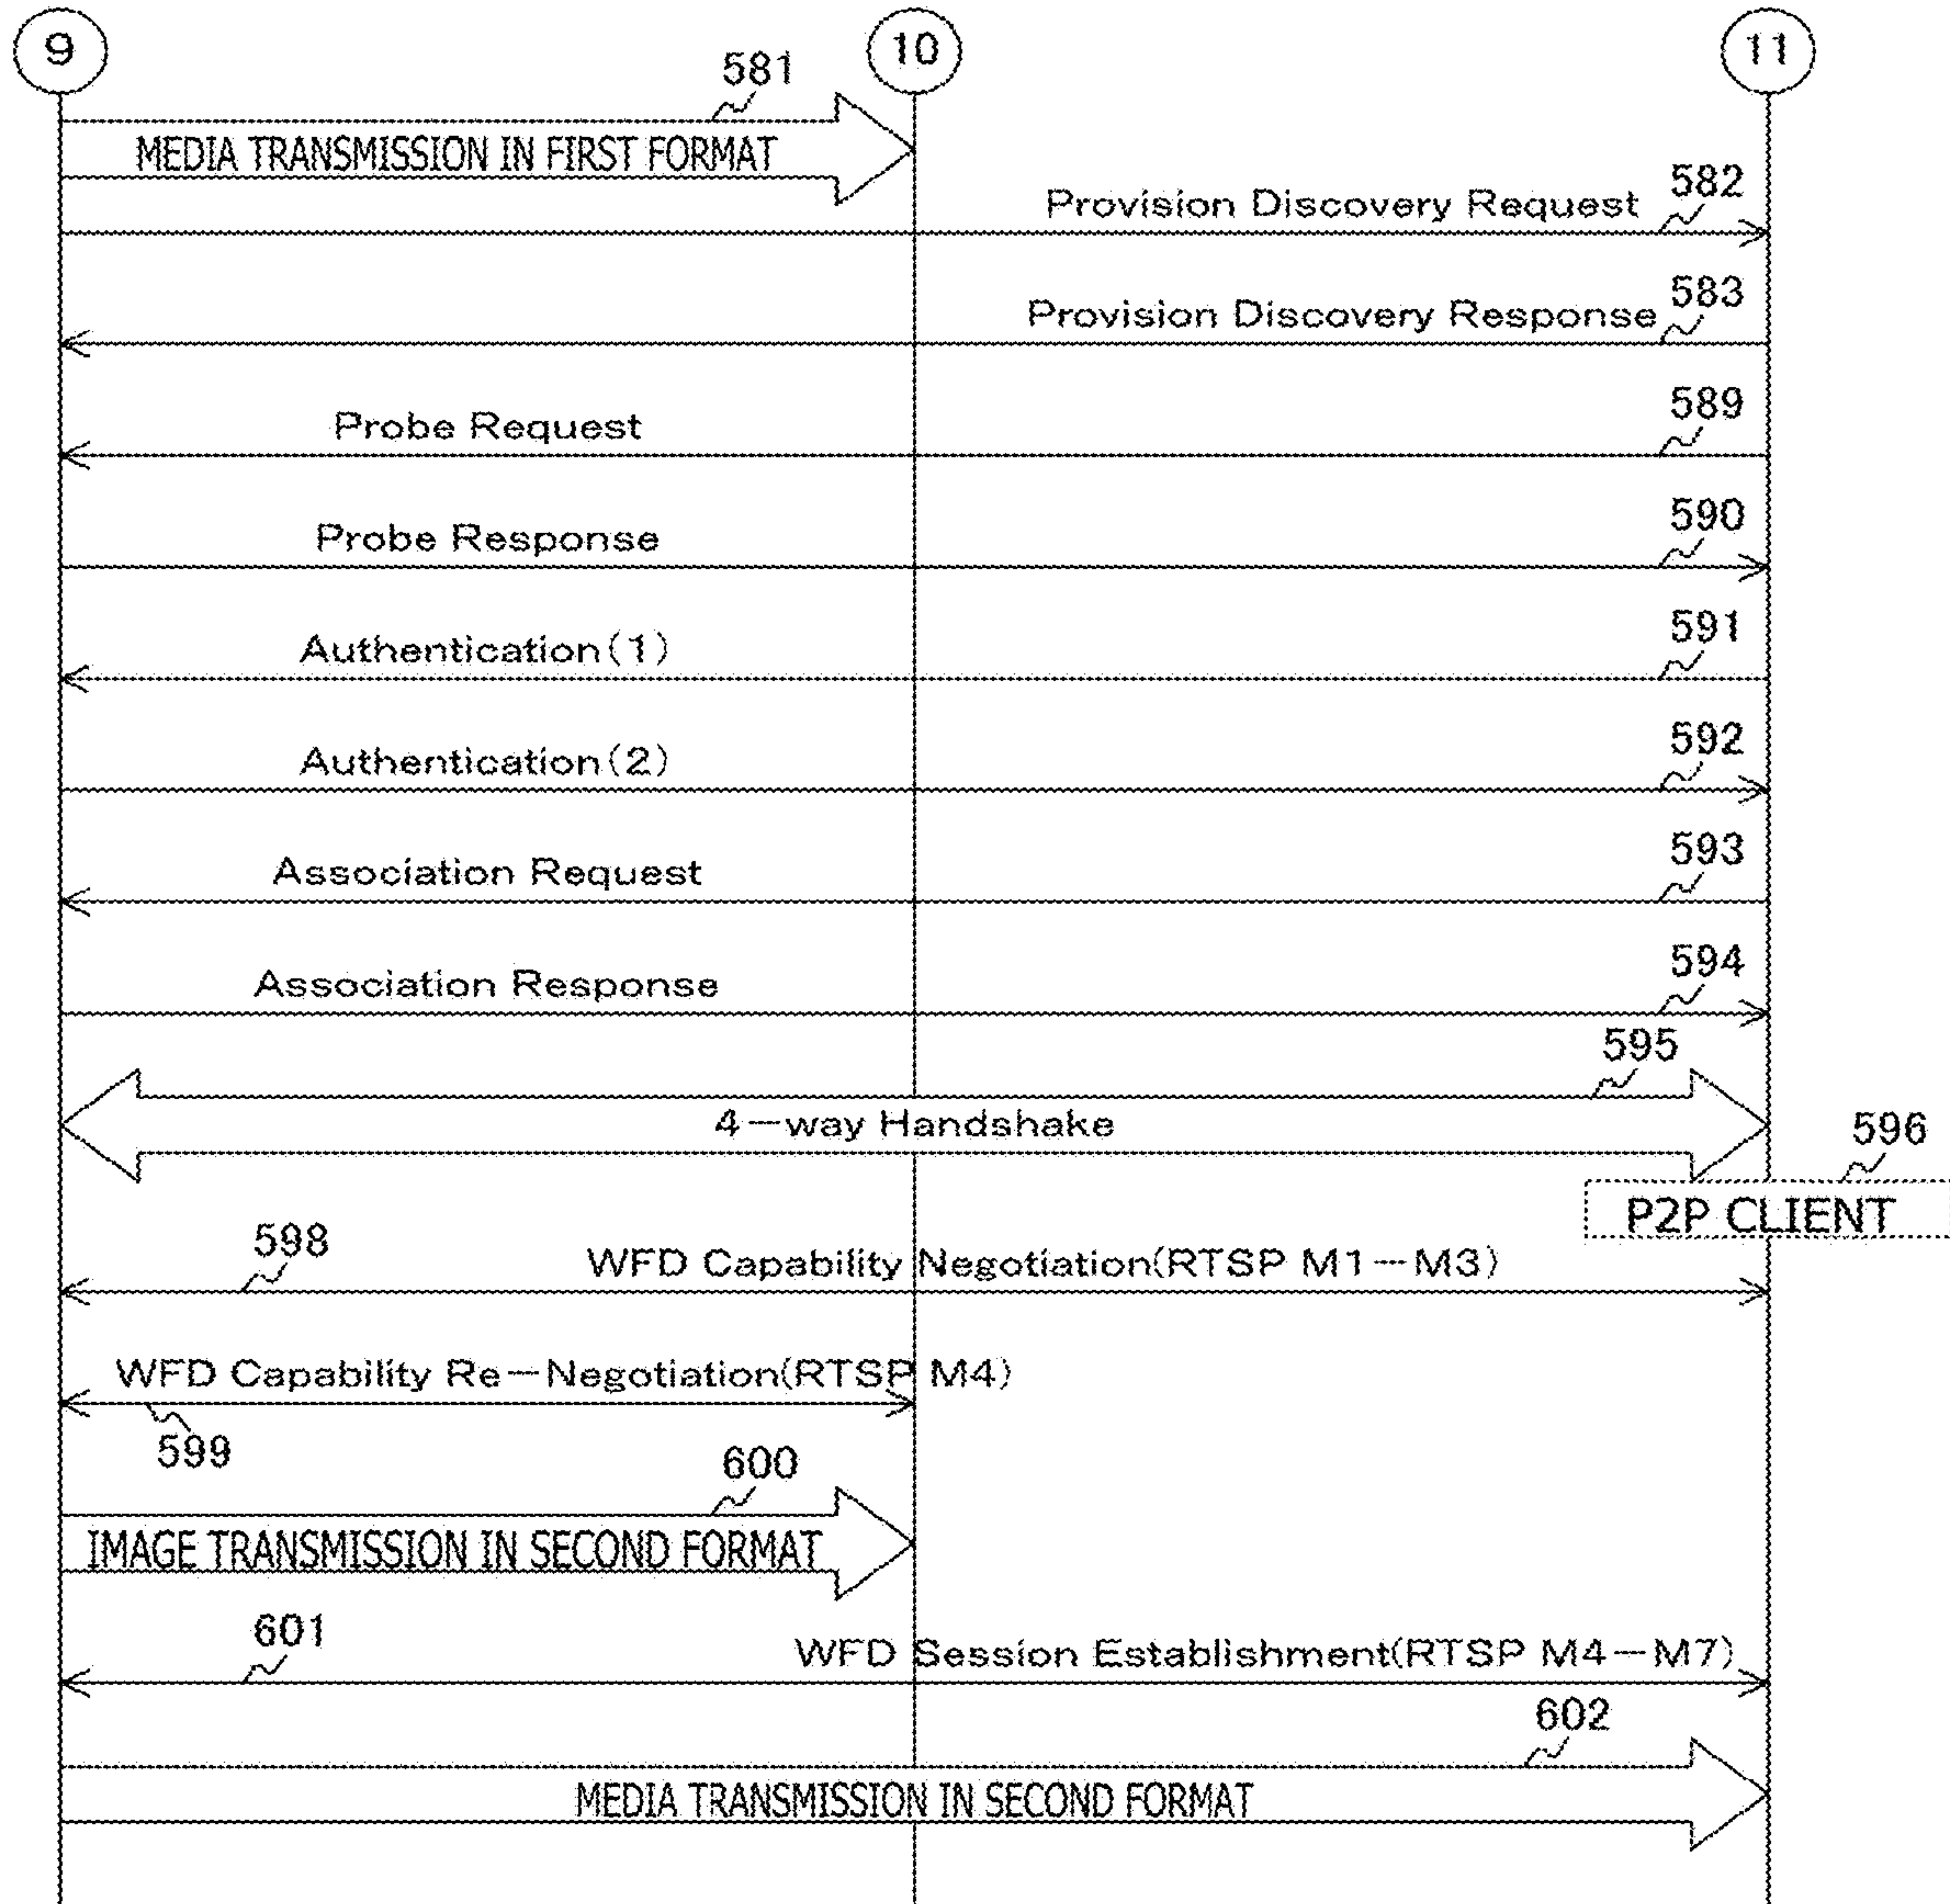 9
10
11
581
MEDIA TRANSMISSION IN FIRST FORMAT
582
Provision Discovery Request
583
Provision Discovery Response
589
Probe Request
590
Probe Response
591
Authentication(1)
592
Authentication(2)
593
Association Request
594
Association Response
595
4-way Handshake
596
P2P CLIENT
598
WFD Capability Negotiation(RTSP M1-M3)
WFD Capability Re-Negotiation(RTSP M4)
599
600
IMAGE TRANSMISSION IN SECOND FORMAT
601
WFD Session Establishment(RTSP M4-M7)
602
MEDIA TRANSMISSION IN SECOND FORMAT